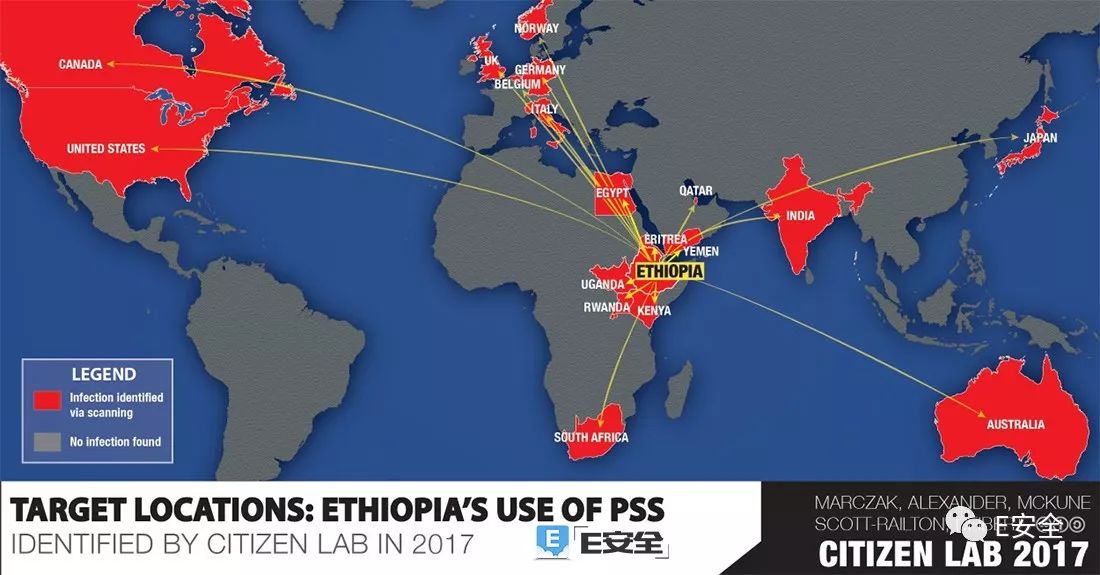 NORWAY
CANADA
UK
GERMANY
BELGIUM
ITALY
JAPAN
UNITED STATES
QATAR
EGYPT
INDIA
ERITREA
YEMEN
ETHIOPIA
UGANDA
RWANDA
KENYA
LEGEND
Infection identified
via scanning
No infection found
AUSTRALIA
SOUTH AFRICA
TARGET LOCATIONS: ETHIOPIA'S USE OF PSS
IDENTIFIED BY CITIZEN LAB IN 2017
E安全
MARCZAK, ALEXANDER, MCKUNE
SCOTT-RAILTON,
E安全
CITIZEN LAB 2017